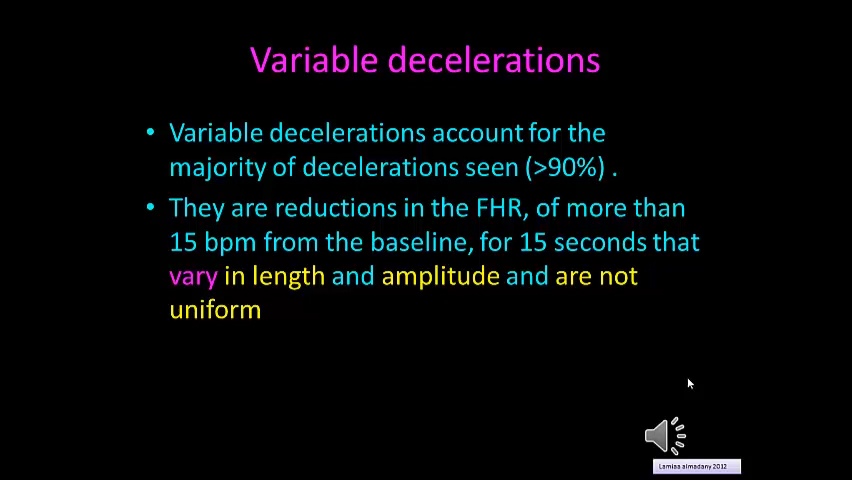 Variable decelerations
• Variable decelerations account for the
majority of decelerations seen (>90%) .
• They are reductions in the FHR, of more than
15 bpm from the baseline, for 15 seconds that
vary in length and amplitude and are not
uniform
Lamiaa almadany 2012